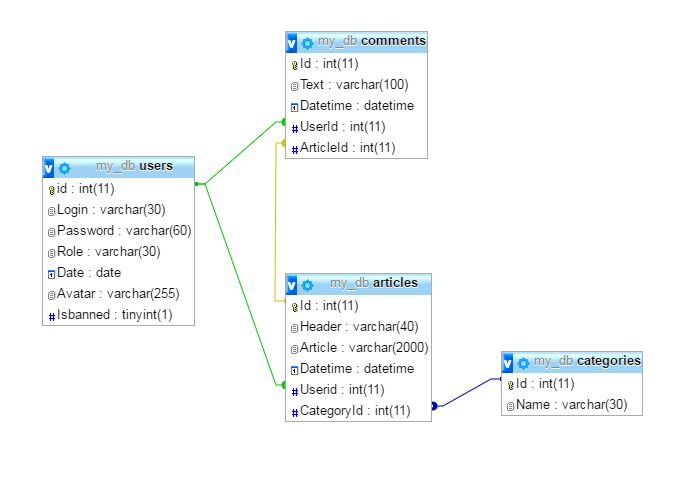 my_db comments
Id : int(11)
Text : varchar(100)
Datetime : datetime
UserId : int(11)
ArticleId : int(11)
my_db users
id : int(11)
Login : varchar(30)
Password : varchar(60)
Role : varchar(30)
Date : date
Avatar : varchar(255)
Isbanned : tinyint(1)
my_db articles
Id : int(11)
Header : varchar(40)
Article : varchar(2000)
Datetime : datetime
Userid : int(11)
CategoryId : int(11)
my_db categories
Id : int(11)
Name : varchar(30)